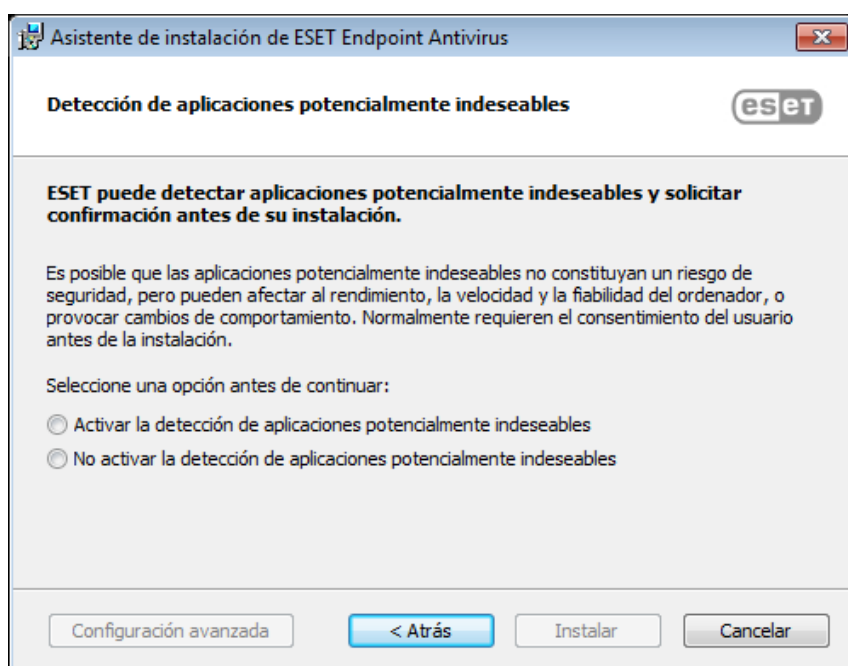 Asistente de instalación de ESET Endpoint Antivirus
Detección de aplicaciones potencialmente indeseables
eseT
ESET puede detectar aplicaciones potencialmente indeseables y solicitar
confirmación antes de su instalación.
Es posible que las aplicaciones potencialmente indeseables no constituyan un riesgo de
seguridad, pero pueden afectar al rendimiento, la velocidad y la fiabilidad del ordenador, o
provocar cambios de comportamiento. Normalmente requieren el consentimiento del usuario
antes de la instalación.
Seleccione una opción antes de continuar:
Activar la detección de aplicaciones potencialmente indeseables
No activar la detección de aplicaciones potencialmente indeseables
Configuración avanzada < Atrás Instalar Cancelar